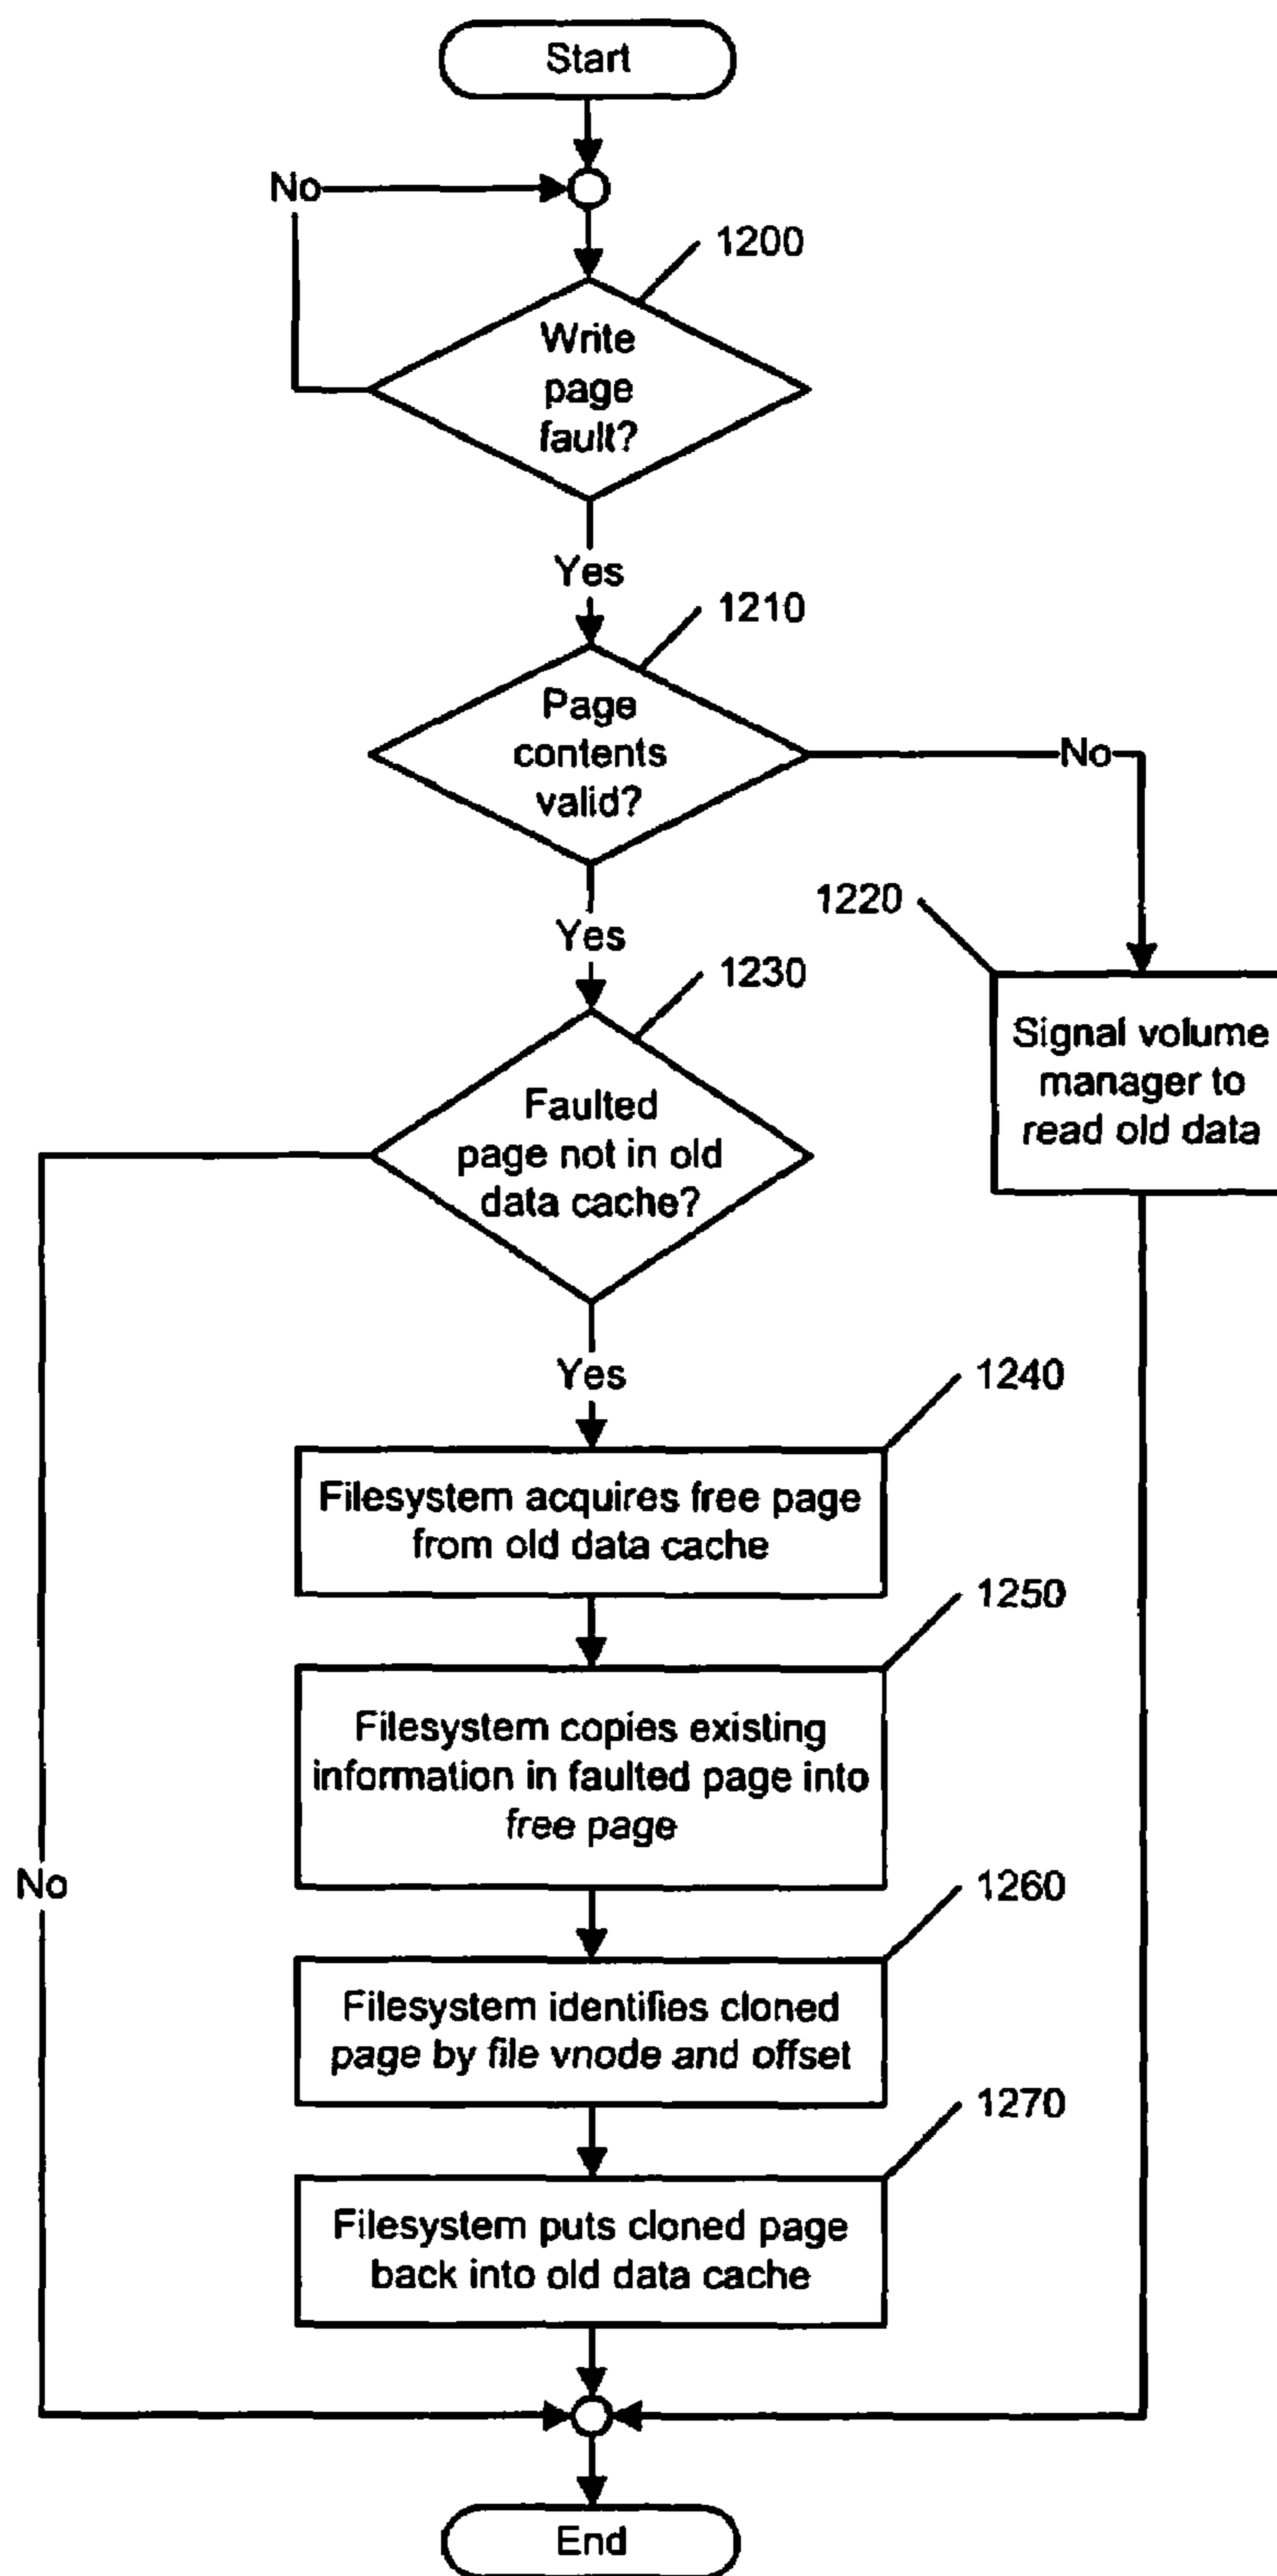 Start
No
1200
Write
page
fault?
Yes
1210
Page
contents
valid?
No
Yes
1220
Signal volume
manager to
read old data
1230
Faulted
page not in old
data cache?
Yes
1240
Filesystem acquires free page
from old data cache
1250
Filesystem copies existing
information in faulted page into
free page
No
1260
Filesystem identifies cloned
page by file vnode and offset
1270
Filesystem puts cloned page
back into old data cache
End